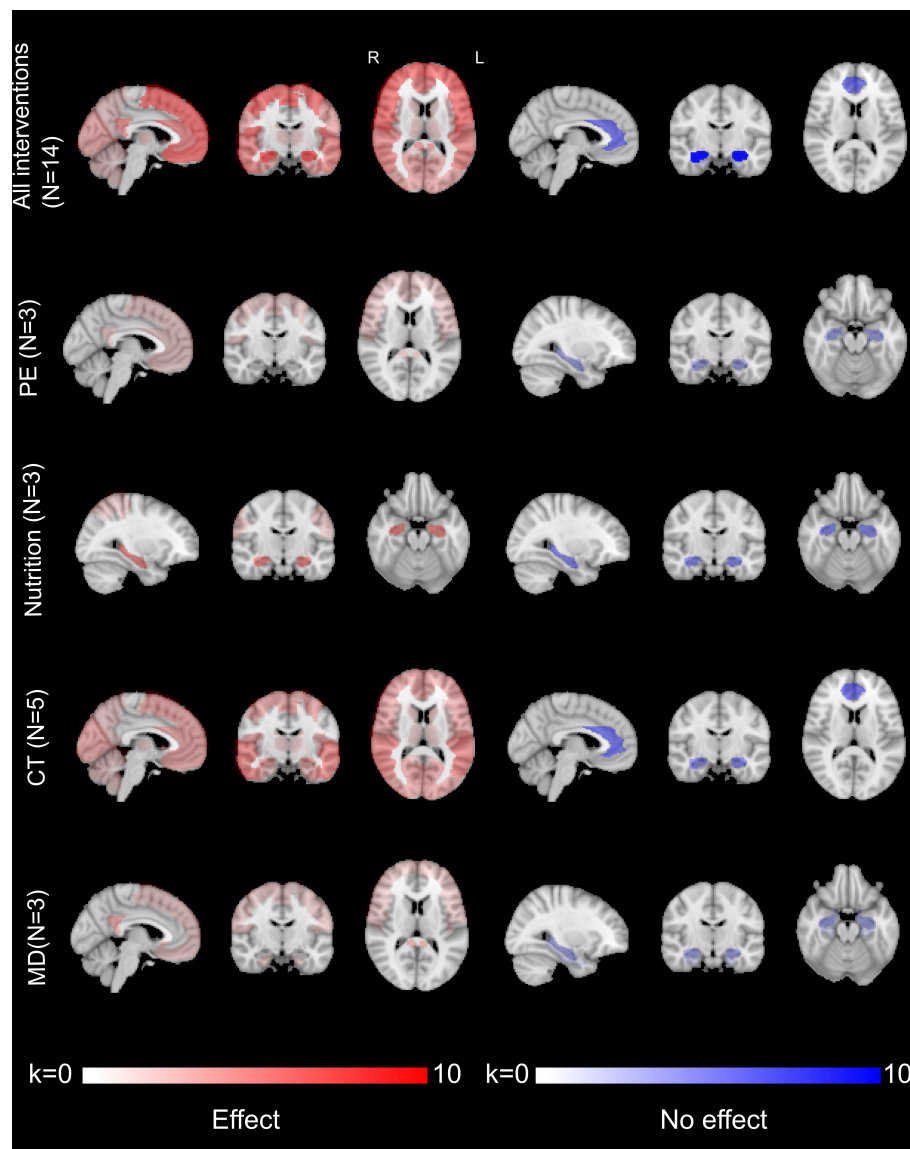 R L
All interventions
(N=14)
PE (N=3)
Nutrition (N=3)
CT (N=5)
MD(N=3)
k=0 10 k=0 10
Effect No effect